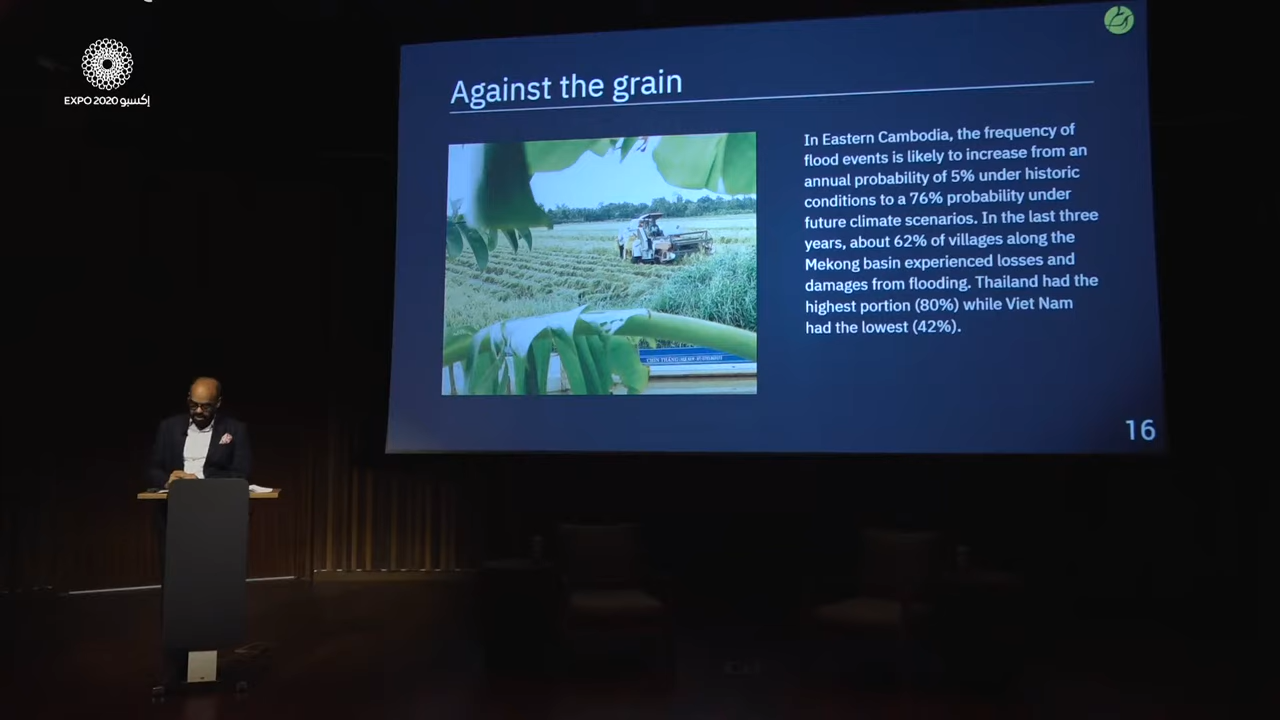 EXPO 2020 إكسبو
Against the grain
In Eastern Cambodia, the frequency of
flood events is likely to increase from an
annual probability of 5% under historic
conditions to a 76% probability under
future climate scenarios. In the last three
years, about 62% of villages along the
Mekong basin experienced losses and
damages from flooding. Thailand had the
highest portion (80%) while Viet Nam
had the lowest (42%).
16